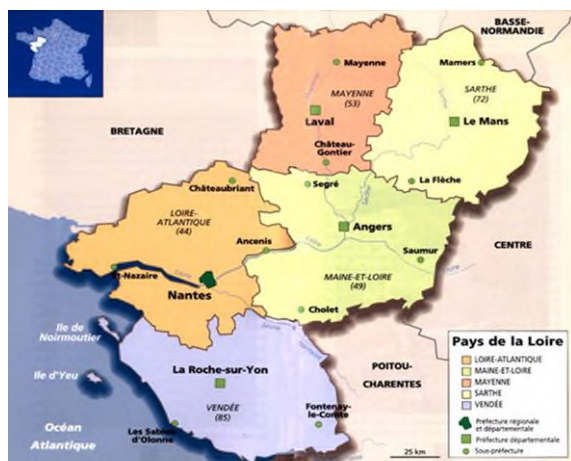 BASSE-
NORMANDIE
Mayenne
Mamers
MAYENNE
(53)
SARTHE
(72)
Laval
Le Mans
BRETAGNE
Château-
Gontier
Châteaubriant
Segré
La Flèche
LOIRE-
ATLANTIQUE
(44)
Angers
Ancenis
CENTRE
Saumur
St-Nazaire
Loire
Loire
Nantes
MAINE-ET-LOIRE
(49)
Cholet
Ile de
Noirmoutier
La Roche-sur-Yon
POITOU-
CHARENTES
Ile d'Yeu
VENDÉE
(85)
Fontenay-
le-Comte
Les Sables-
d'Olonne
Océan
Atlantique
25 km
Pays de la Loire
LOIRE-ATLANTIQUE
MAINE-ET-LOIRE
MAYENNE
SARTHE
VENDÉE
Préfecture régionale
et départementale
Préfecture départementale
Sous-préfecture